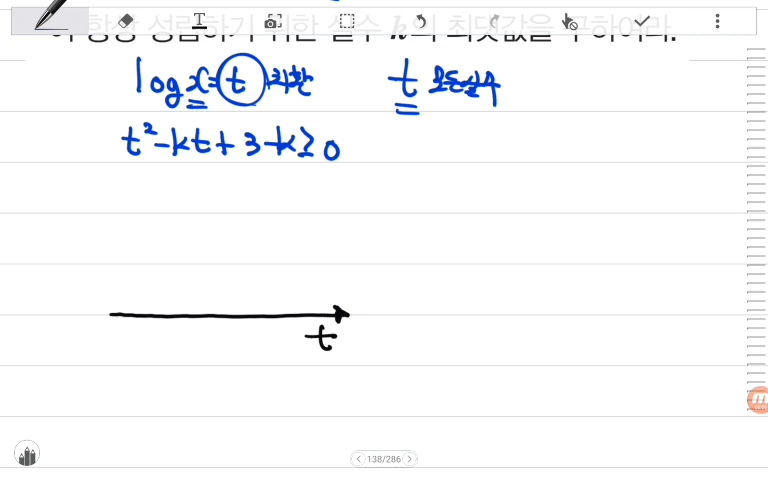 항상 성립하기 위한 실수 k의 최댓값을 구하여라.
log x = t 치환 t 모든실수
t² - kt + 3 - k ≥ 0
t
138/286